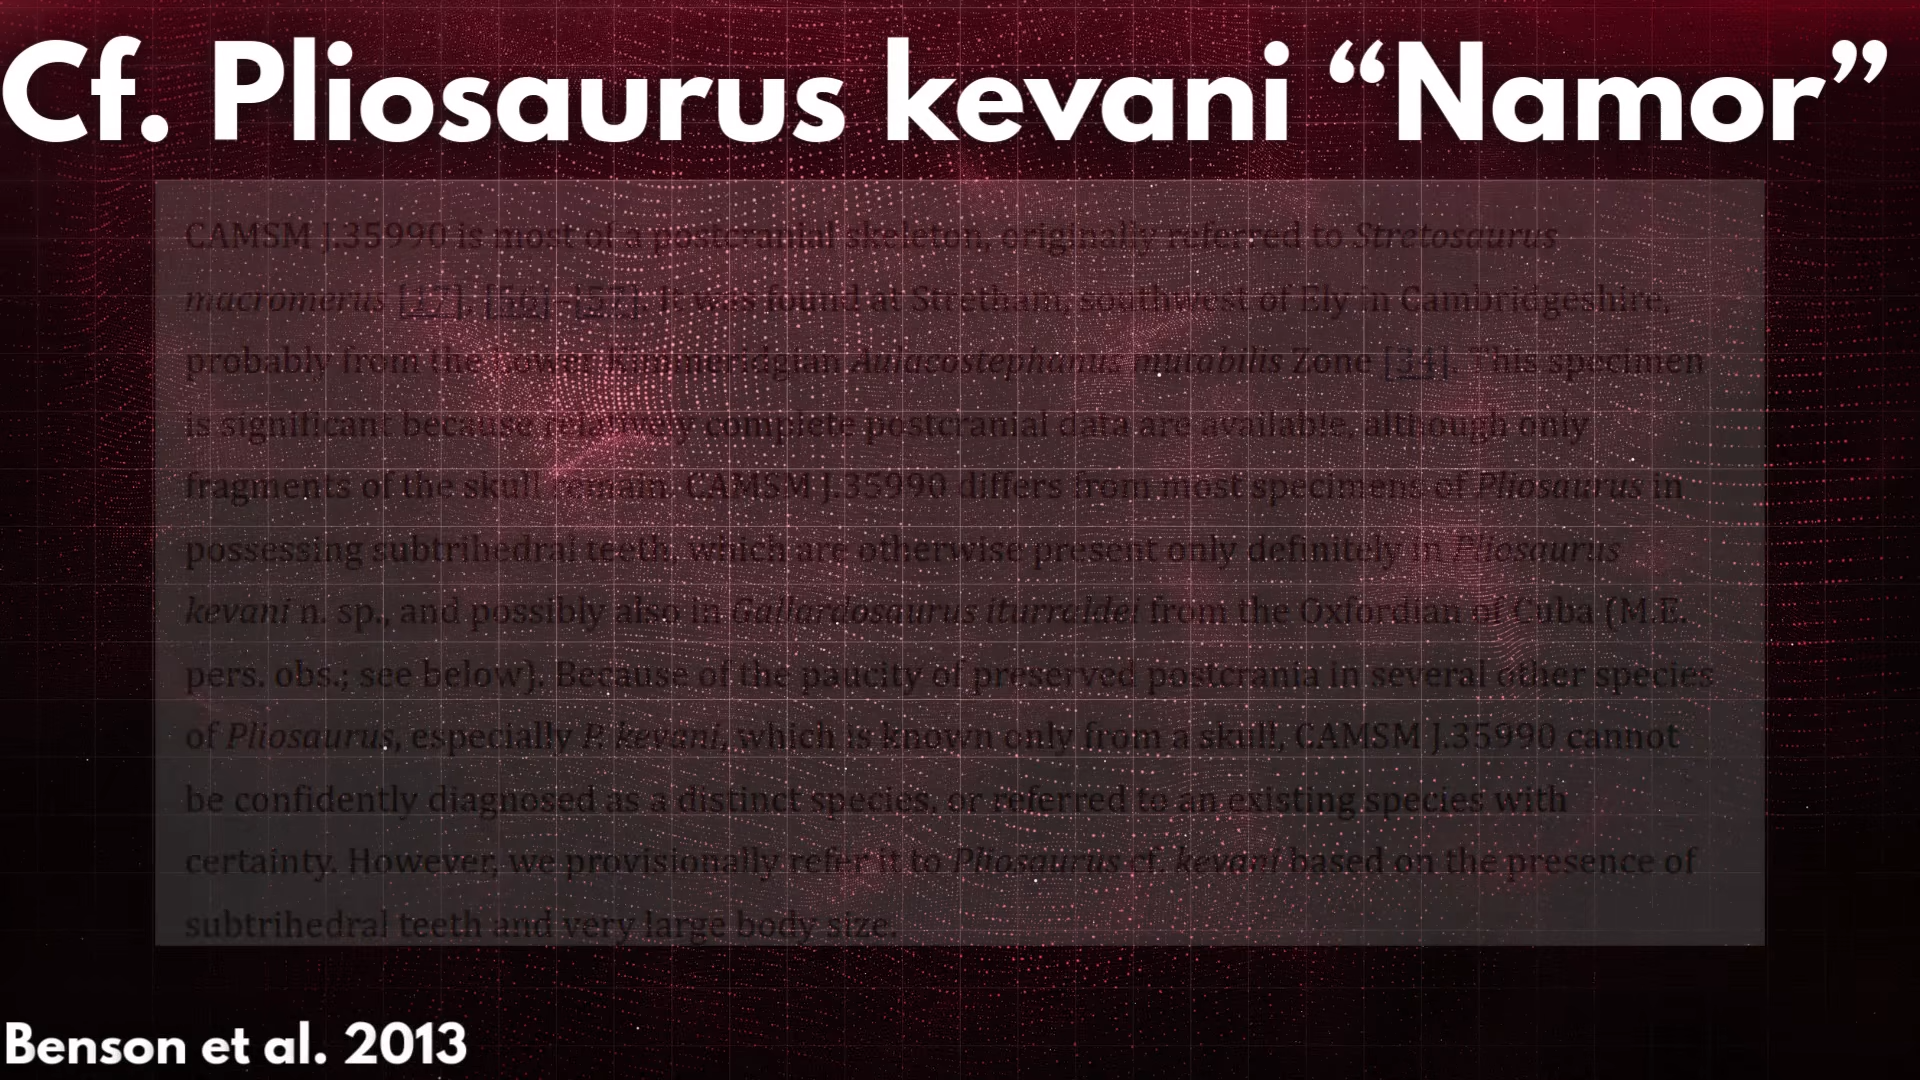 Cf. Pliosaurus kevani “Namor”
CAMSM J.35990 is most of a postcranial skeleton, originally referred to Stretosaurus
macromerus [17], [56]–[57]. It was found at Stretham, southwest of Ely in Cambridgeshire,
probably from the Lower Kimmeridgian Aulacostephanus mutabilis Zone [34]. This specimen
is significant because relatively complete postcranial data are available, although only
fragments of the skull remain. CAMSM J.35990 differs from most specimens of Pliosaurus in
possessing subtrihedral teeth, which are otherwise present only definitely in Pliosaurus
kevani n. sp., and possibly also in Gallardosaurus iturraldei from the Oxfordian of Cuba (M.E.
pers. obs.; see below). Because of the paucity of preserved postcrania in several other species
of Pliosaurus, especially P. kevani, which is known only from a skull, CAMSM J.35990 cannot
be confidently diagnosed as a distinct species, or referred to an existing species with
certainty. However, we provisionally refer it to Pliosaurus cf. kevani based on the presence of
subtrihedral teeth and very large body size.
Benson et al. 2013